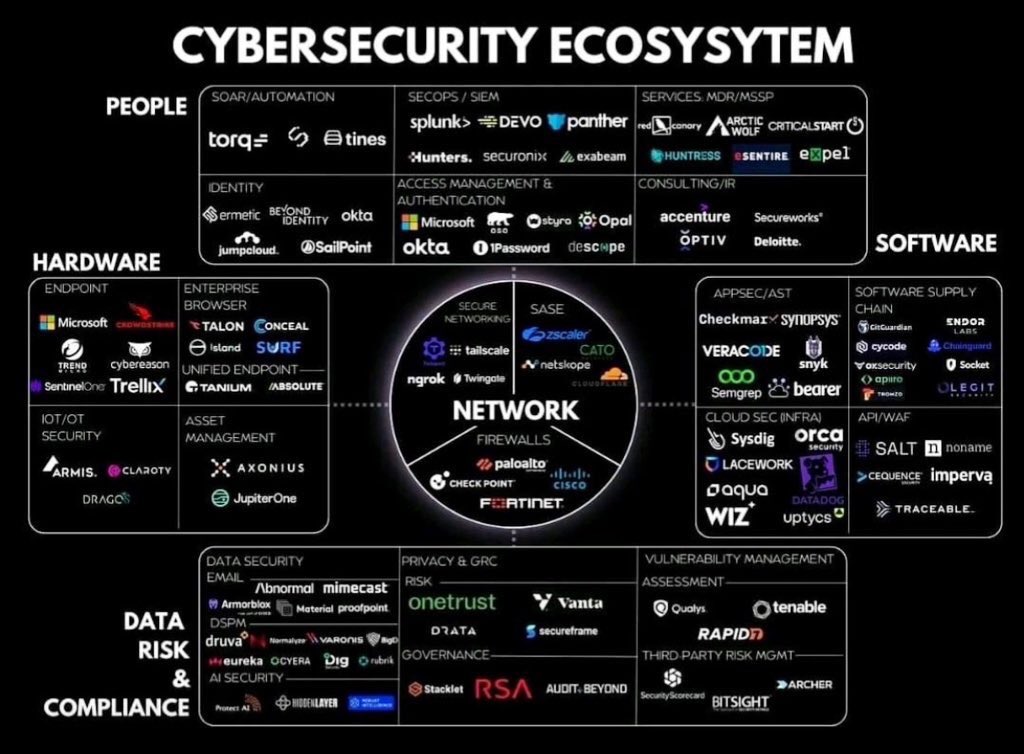 CYBERSECURITY ECOSYSYTEM
PEOPLE
SOAR/AUTOMATION
torq
tines
SECOPS / SIEM
splunk> DEVO panther
Hunters. securonix exabeam
SERVICES: MDR/MSSP
red canary ARCTIC WOLF CRITICALSTART
HUNTRESS eSENTIRE expel
IDENTITY
ermetic BEYOND IDENTITY okta
jumpcloud. SailPoint
ACCESS MANAGEMENT &
AUTHENTICATION
Microsoft OSO styra Opal
okta 1Password descope
CONSULTING/IR
accenture Secureworks®
OPTIV Deloitte.
HARDWARE
ENDPOINT
Microsoft CROWDSTRIKE
TREND MICRO cybereason
SentinelOne Trellix
ENTERPRISE
BROWSER
TALON CONCEAL
Island SURF
UNIFIED ENDPOINT
TANIUM ABSOLUTE
IOT/OT
SECURITY
ARMIS. CLAROTY
DRAGOS
ASSET
MANAGEMENT
AXONIUS
JupiterOne
SECURE
NETWORKING
tailscale
ngrok Twingate
SASE
zscaler
CATO
netskope
CLOUDFLARE
NETWORK
FIREWALLS
paloalto
CHECK POINT CISCO
FORTINET
SOFTWARE
APPSEC/AST
Checkmarx SYNOPSYS®
VERACODE snyk
Semgrep bearer
SOFTWARE SUPPLY
CHAIN
GitGuardian ENDOR LABS
cycode Chainguard
oxsecurity Socket
apiiro
TROMZO LEGIT SECURITY
CLOUD SEC (INFRA)
Sysdig orca security
LACEWORK
aqua DATADOG
WIZ uptycs
API/WAF
SALT n noname
CEQUENCE SECURITY imperva
TRACEABLE
DATA
RISK
&
COMPLIANCE
DATA SECURITY
EMAIL
Abnormal mimecast
Armorblox Material proofpoint
DSPM
druva Normalyze VARONIS BigID
eureka CYERA Dig rubrik
AI SECURITY
Protect AI HIDDENLAYER ROBUST INTELLIGENCE
PRIVACY & GRC
RISK
onetrust Vanta
DRATA secureframe
GOVERNANCE
Stacklet RSA AUDIT BEYOND
VULNERABILITY MANAGEMENT
ASSESSMENT
Qualys. tenable
RAPID7
THIRD-PARTY RISK MGMT
SecurityScorecard BITSIGHT ARCHER